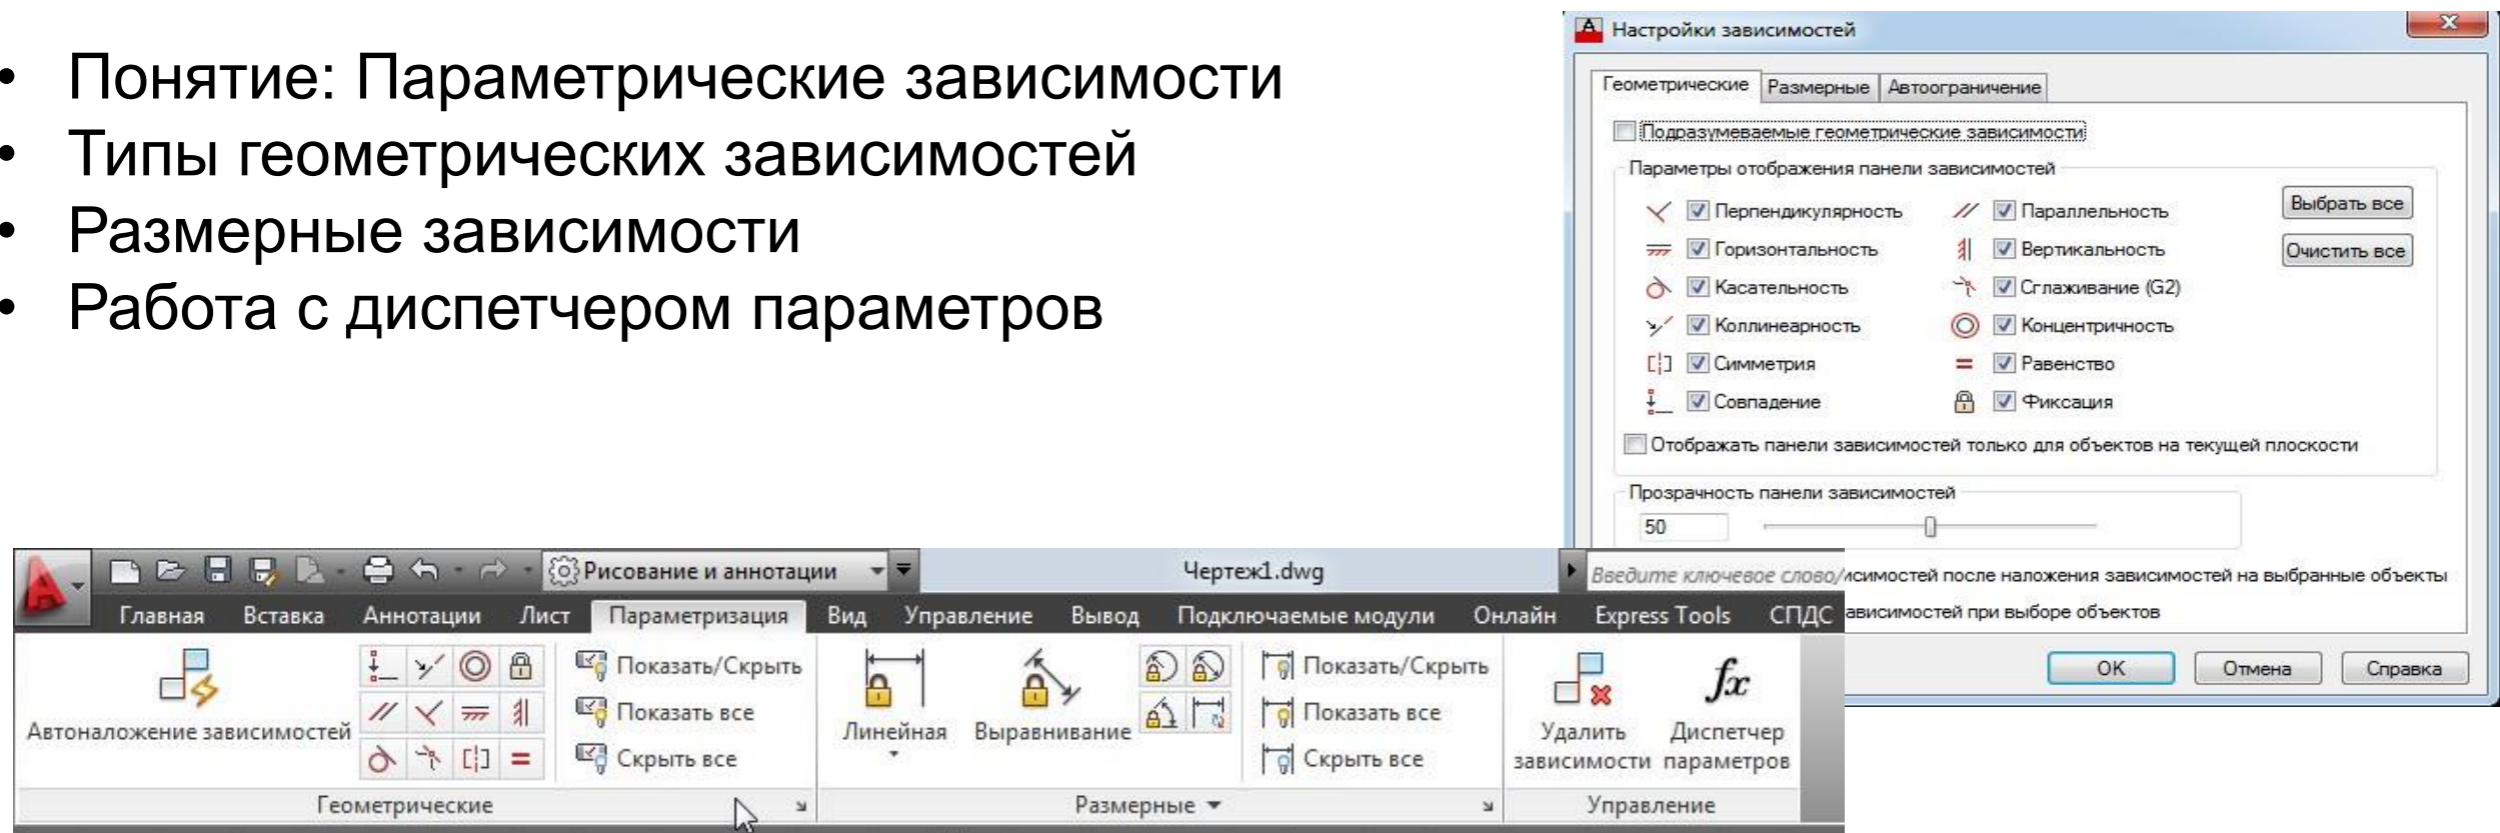 • Понятие: Параметрические зависимости
• Типы геометрических зависимостей
• Размерные зависимости
• Работа с диспетчером параметров
Настройки зависимостей
Геометрические Размерные Автоограничение
Подразумеваемые геометрические зависимости
Параметры отображения панели зависимостей
Перпендикулярность Параллельность Выбрать все
Горизонтальность Вертикальность Очистить все
Касательность Сглаживание (G2)
Коллинеарность Концентричность
Симметрия Равенство
Совпадение Фиксация
Отображать панели зависимостей только для объектов на текущей плоскости
Прозрачность панели зависимостей
50
исимостей после наложения зависимостей на выбранные объекты
ависимостей при выборе объектов
OK Отмена Справка
Рисование и аннотации Чертеж1.dwg Введите ключевое слово/
Главная Вставка Аннотации Лист Параметризация Вид Управление Вывод Подключаемые модули Онлайн Express Tools СПДС
Автоналожение зависимостей
Показать/Скрыть
Показать все
Скрыть все
Геометрические
Линейная
Выравнивание
Показать/Скрыть
Показать все
Скрыть все
Размерные
Удалить
зависимости
fx
Диспетчер
параметров
Управление